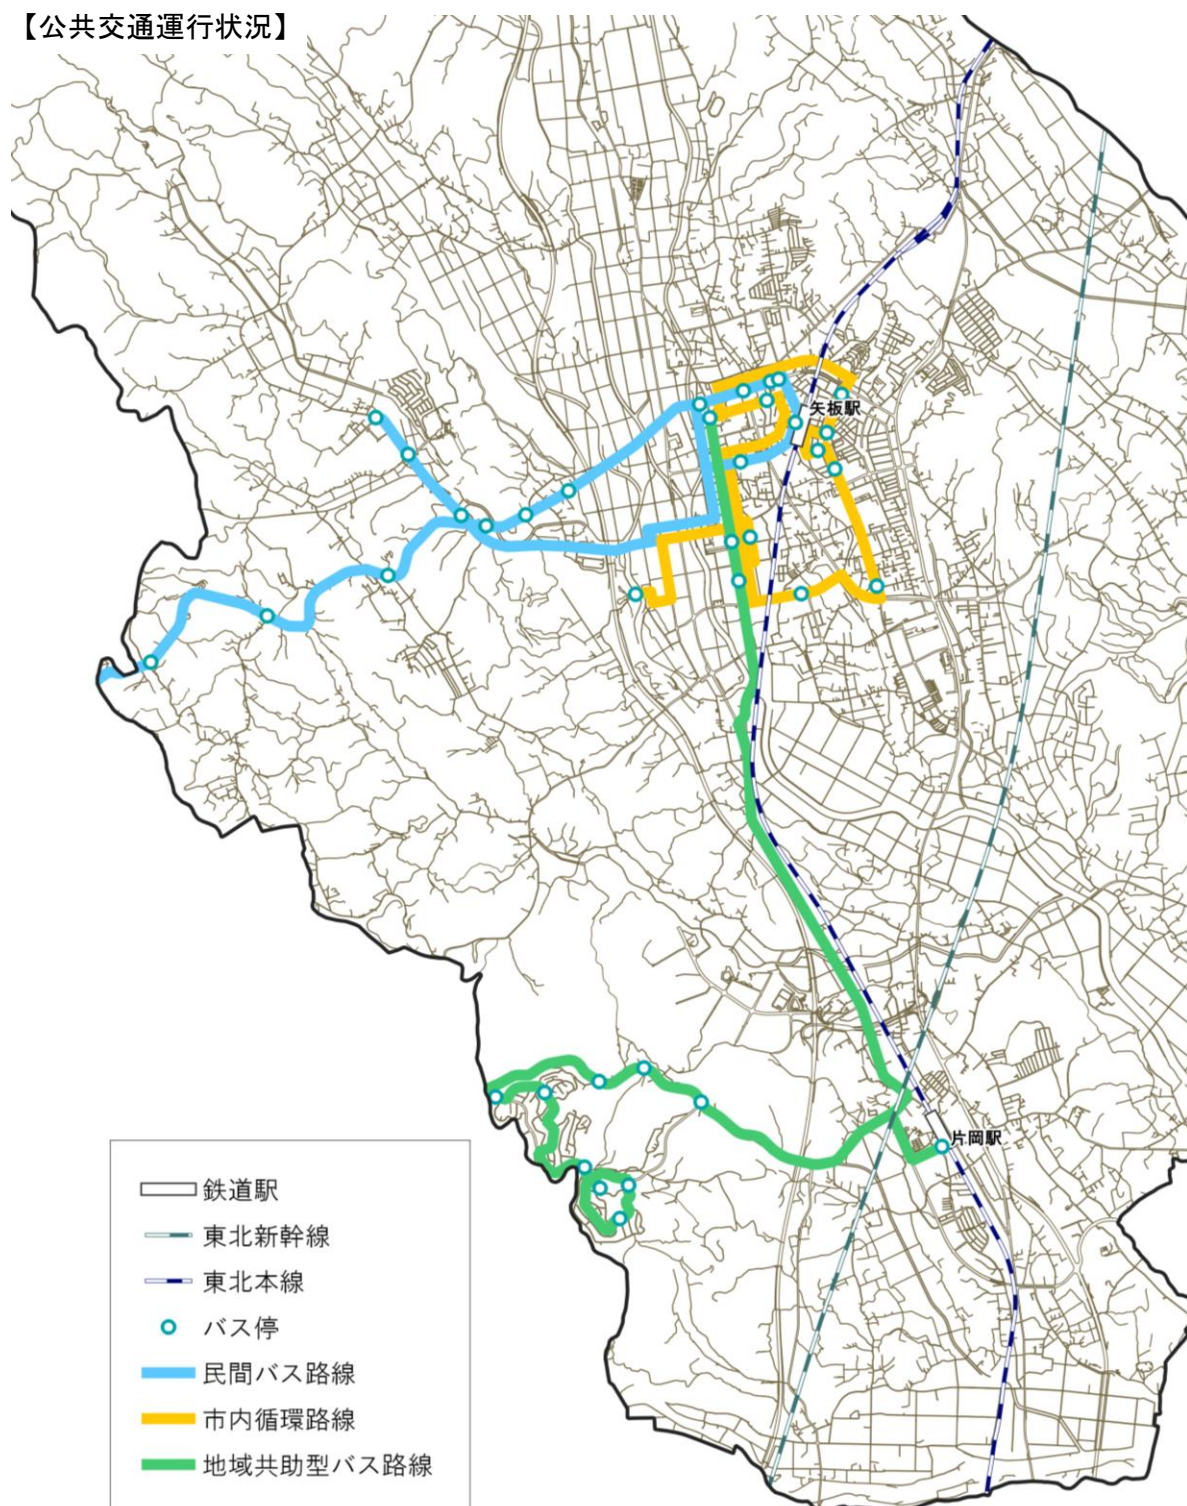 【公共交通運行状況】
矢板駅
片岡駅
鉄道駅
東北新幹線
東北本線
バス停
民間バス路線
市内循環路線
地域共助型バス路線